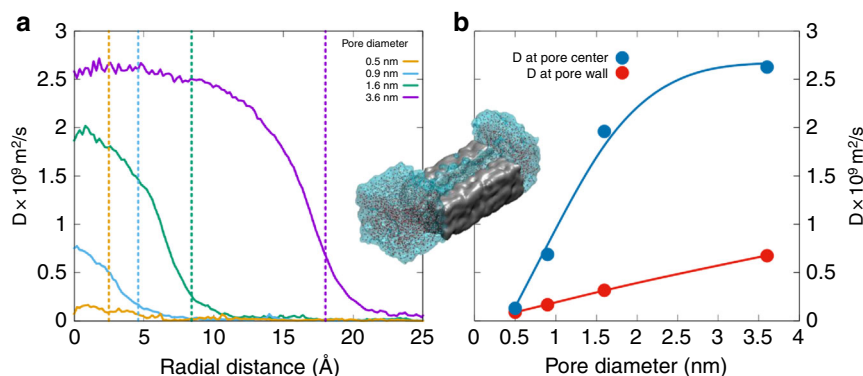 a
b
3
2.5
2
1.5
1
0.5
0
D × 10⁹ m²/s
Pore diameter
0.5 nm
0.9 nm
1.6 nm
3.6 nm
0 5 10 15 20 25
Radial distance (Å)
D at pore center
D at pore wall
3
2.5
2
1.5
1
0.5
0
D × 10⁹ m²/s
0 0.5 1 1.5 2 2.5 3 3.5 4
Pore diameter (nm)